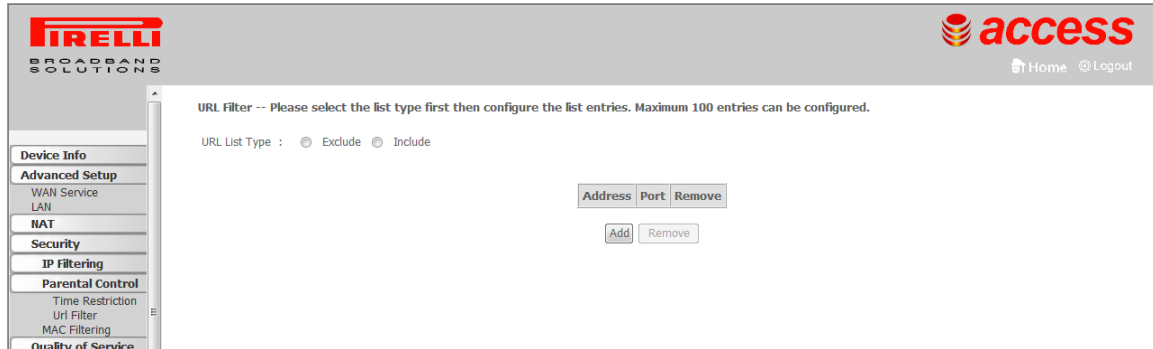 PIRELLI
BROADBAND
SOLUTIONS
access
Home Logout
URL Filter -- Please select the list type first then configure the list entries. Maximum 100 entries can be configured.
URL List Type : Exclude Include
Address Port Remove
Add Remove
Device Info
Advanced Setup
WAN Service
LAN
NAT
Security
IP Filtering
Parental Control
Time Restriction
Url Filter
MAC Filtering
Quality of Service